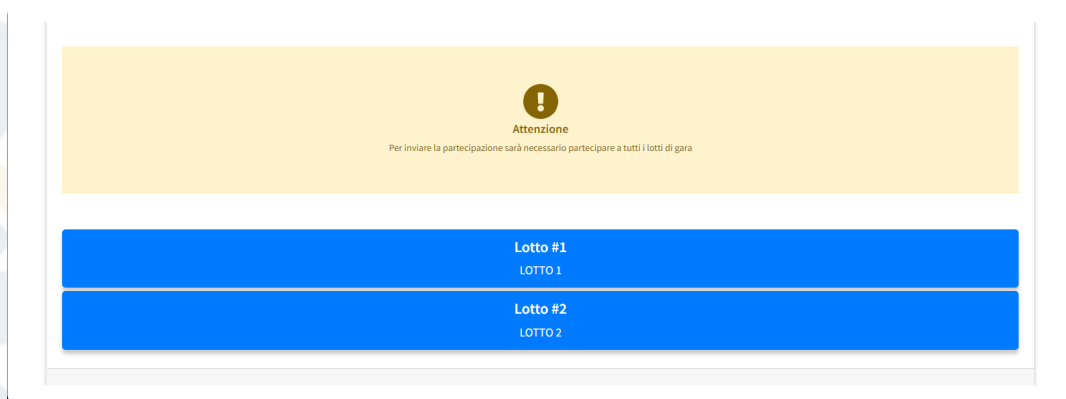 Attenzione
Per inviare la partecipazione sarà necessario partecipare a tutti i lotti di gara
Lotto #1
LOTTO 1
Lotto #2
LOTTO 2